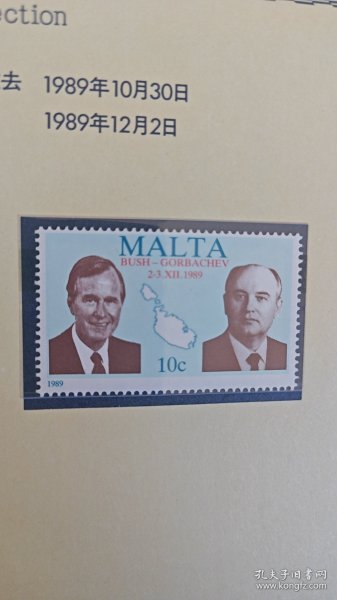 ection
去 1989年10月30日
1989年12月2日
MALTA
BUSH – GORBACHEV
2-3.XII.1989
10c
1989
孔夫子旧书网
www.kongfz.com